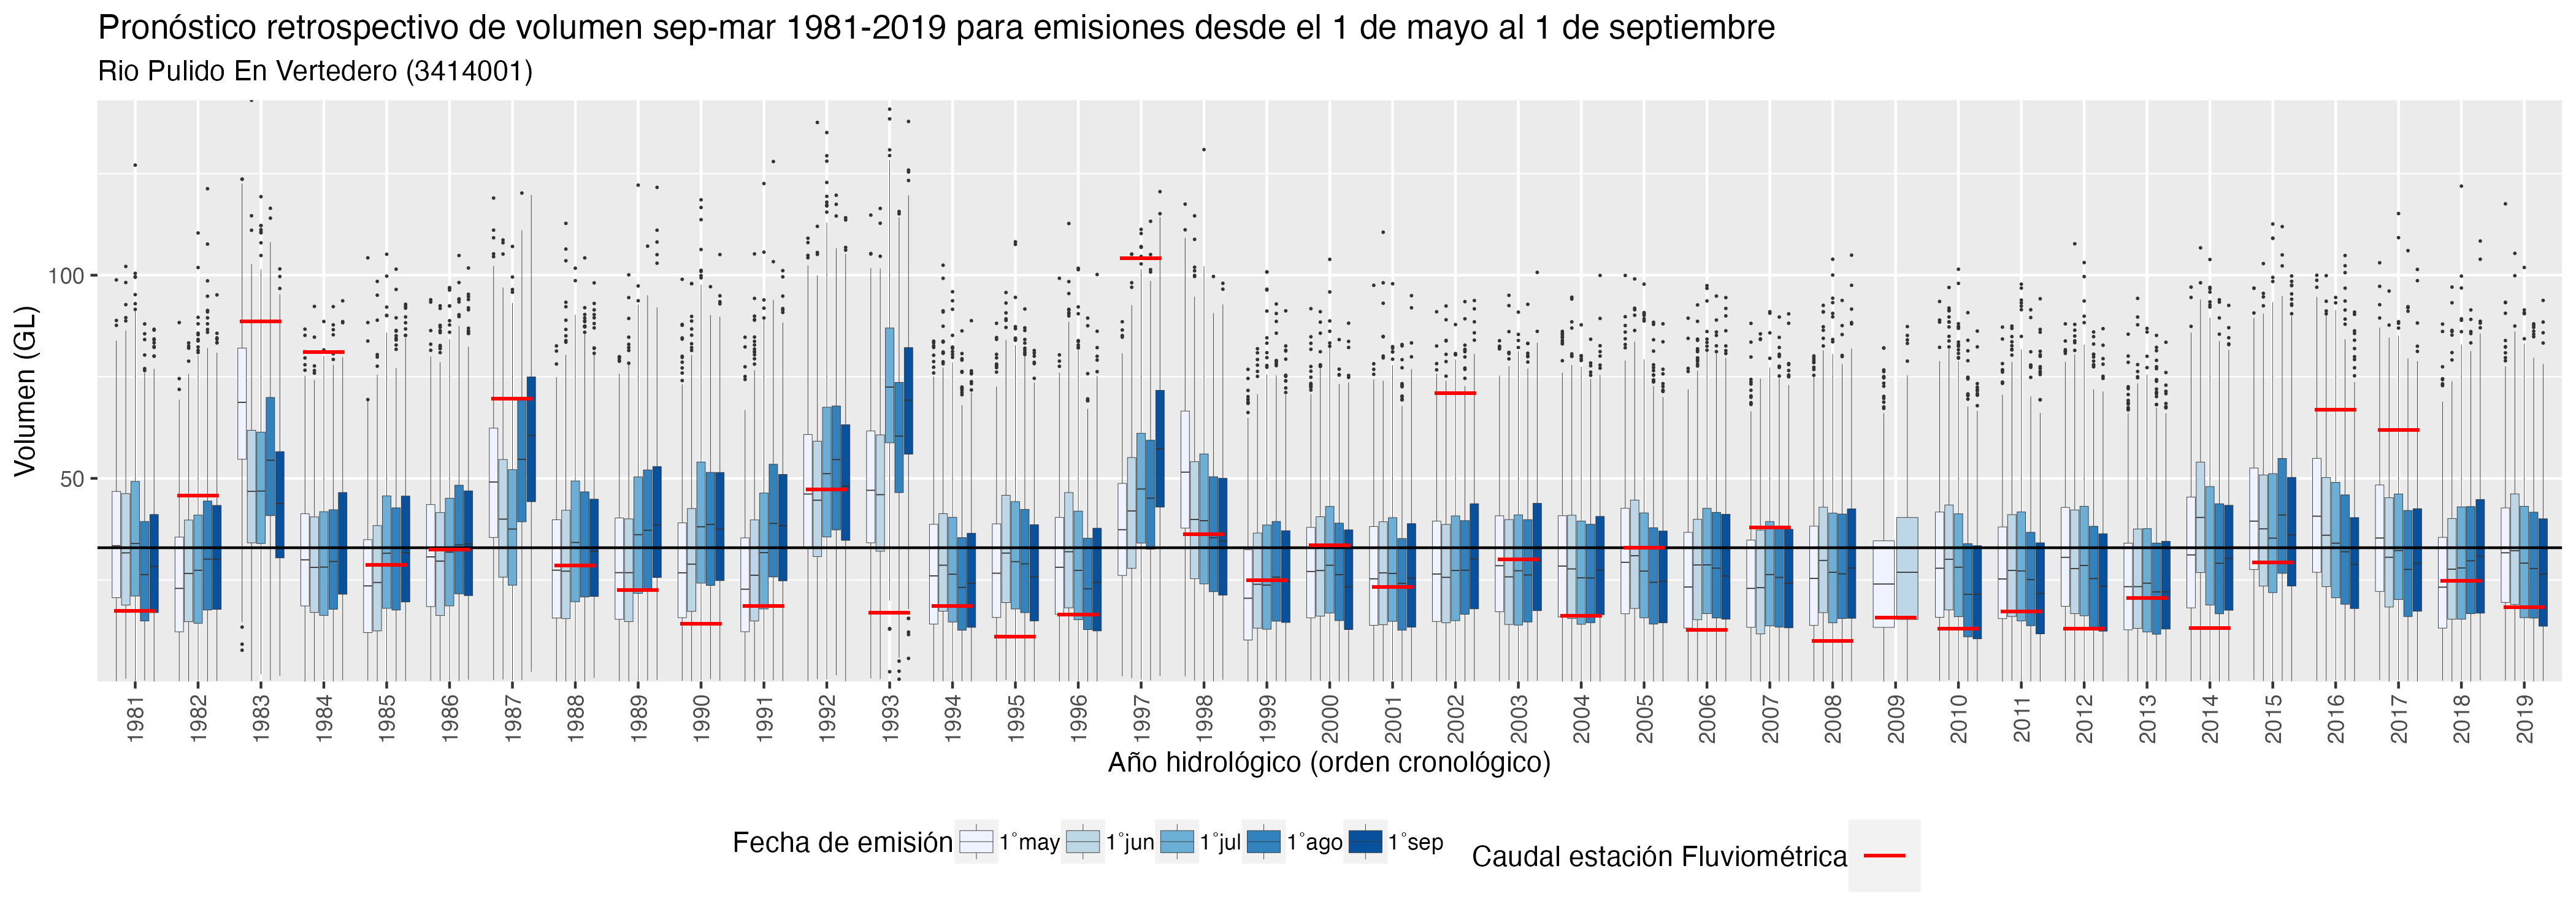 Pronóstico retrospectivo de volumen sep-mar 1981-2019 para emisiones desde el 1 de mayo al 1 de septiembre
Rio Pulido En Vertedero (3414001)
Volumen (GL)
100
50
1981 1982 1983 1984 1985 1986 1987 1988 1989 1990 1991 1992 1993 1994 1995 1996 1997 1998 1999 2000 2001 2002 2003 2004 2005 2006 2007 2008 2009 2010 2011 2012 2013 2014 2015 2016 2017 2018 2019
Año hidrológico (orden cronológico)
Fecha de emisión 1°may 1°jun 1°jul 1°ago 1°sep Caudal estación Fluviométrica